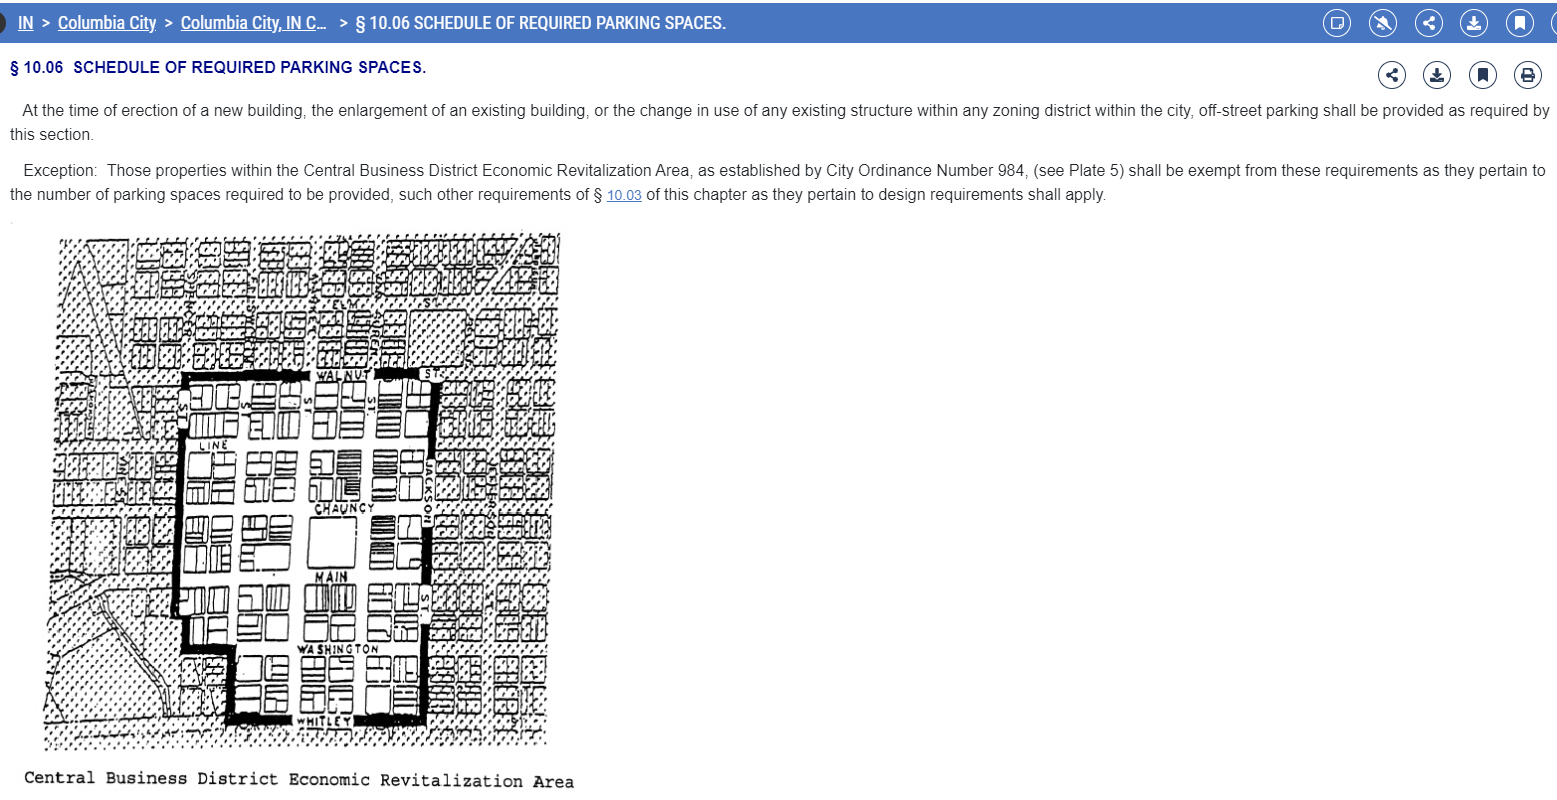 IN > Columbia City > Columbia City, IN C... > § 10.06 SCHEDULE OF REQUIRED PARKING SPACES.
§ 10.06 SCHEDULE OF REQUIRED PARKING SPACES.
At the time of erection of a new building, the enlargement of an existing building, or the change in use of any existing structure within any zoning district within the city, off-street parking shall be provided as required by
this section.
Exception: Those properties within the Central Business District Economic Revitalization Area, as established by City Ordinance Number 984, (see Plate 5) shall be exempt from these requirements as they pertain to
the number of parking spaces required to be provided, such other requirements of § 10.03 of this chapter as they pertain to design requirements shall apply.
ELM ST.
WALNUT ST.
ST.
ST.
ST.
ST.
LINE
JACKSON ST.
CHAUNCY
MAIN
WASHINGTON
WHITLEY
Central Business District Economic Revitalization Area